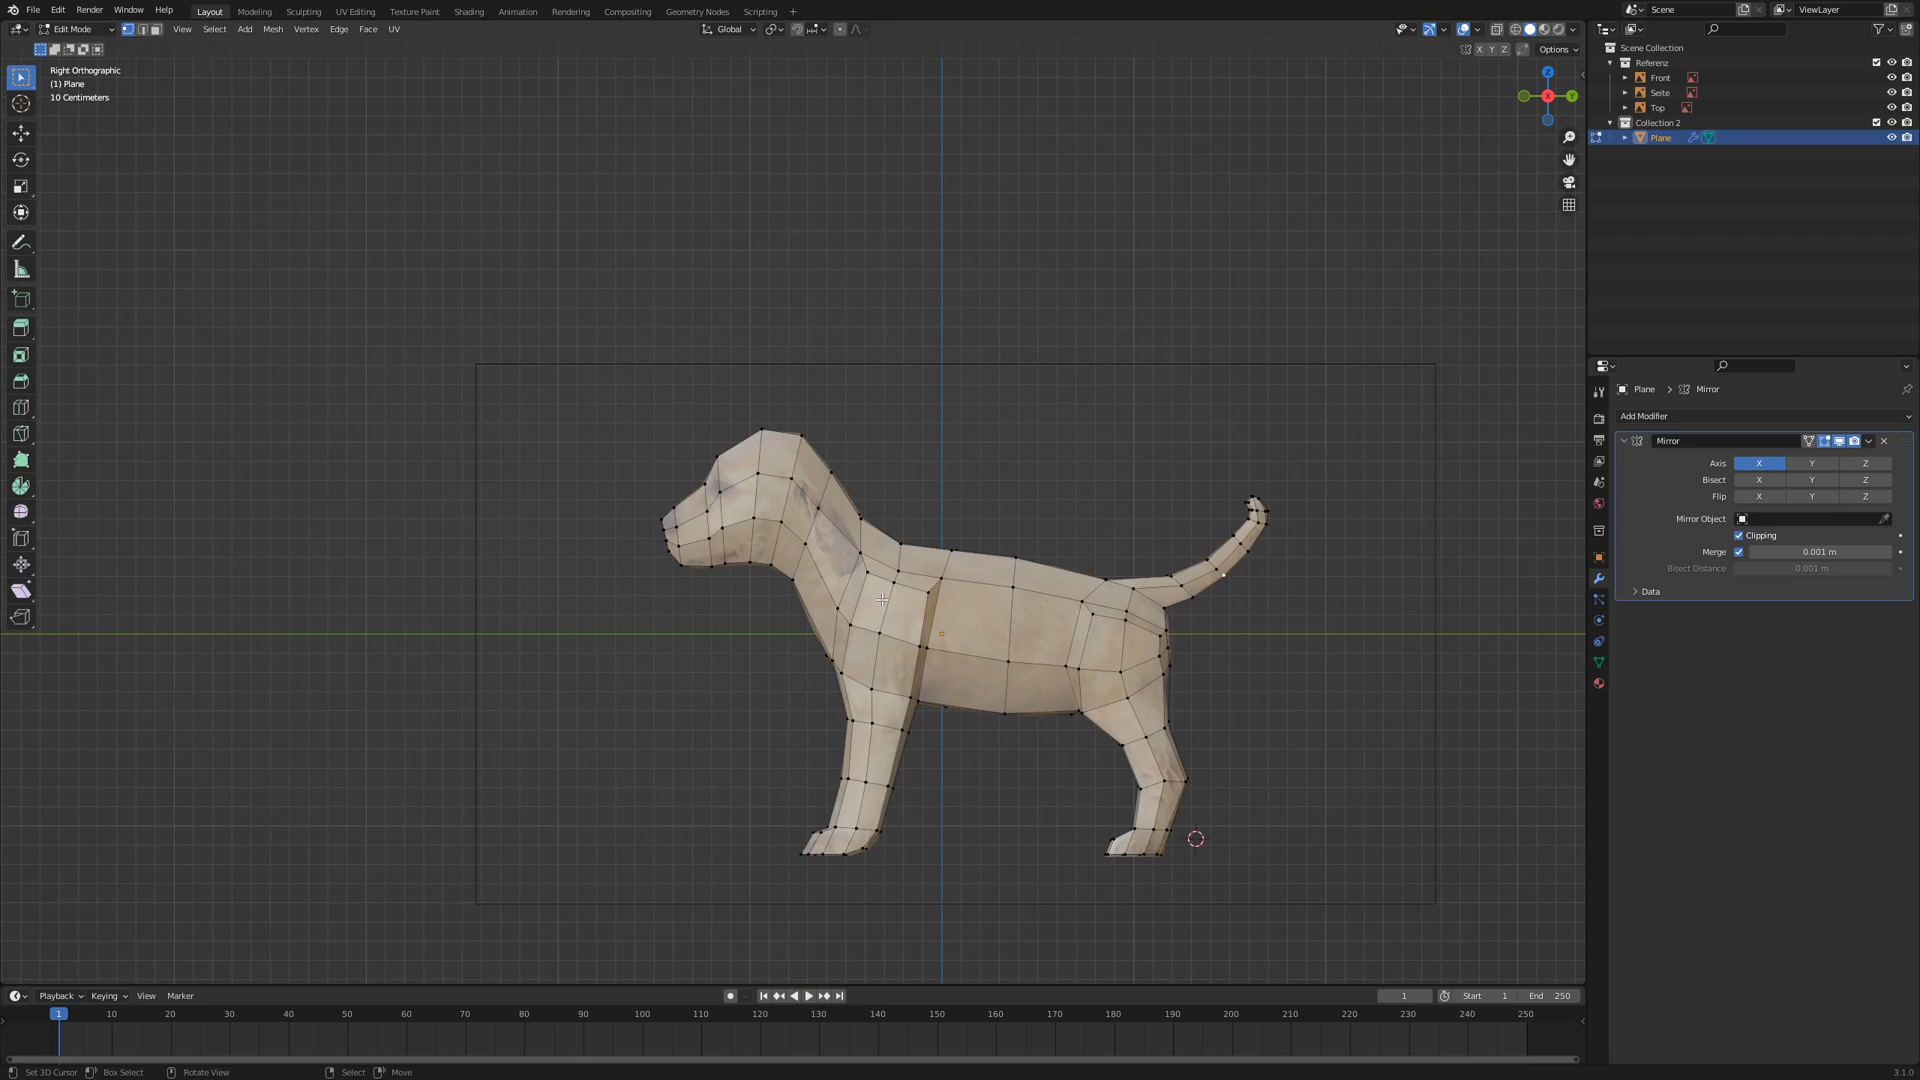 File Edit Render Window Help Layout Modeling Sculpting UV Editing Texture Paint Shading Animation Rendering Compositing Geometry Nodes Scripting + Scene ViewLayer
Edit Mode View Select Add Mesh Vertex Edge Face UV Global
X Y Z Options
Right Orthographic
(1) Plane
10 Centimeters
Z
X
Y
Scene Collection
Referenz
Front
Seite
Top
Collection 2
Plane
Plane > Mirror
Add Modifier
Mirror
Axis X Y Z
Bisect X Y Z
Flip X Y Z
Mirror Object
Clipping
Merge 0.001 m
Bisect Distance 0.001 m
Data
Playback Keying View Marker 1 Start 1 End 250
1 10 20 30 40 50 60 70 80 90 100 110 120 130 140 150 160 170 180 190 200 210 220 230 240 250
Set 3D Cursor Box Select Rotate View Select Move 3.1.0